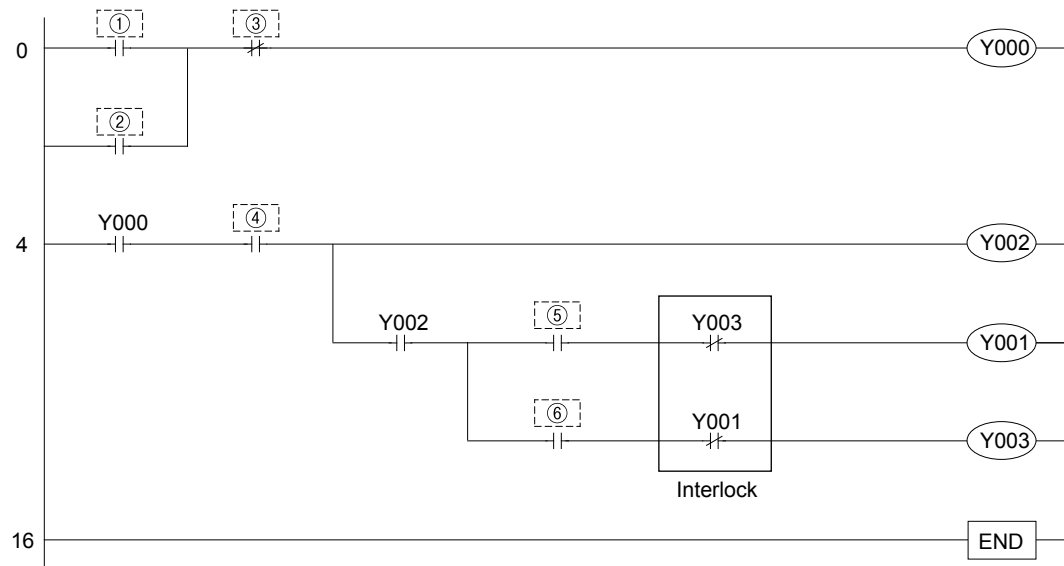 ① ③
0 Y000
②
Y000 ④
4 Y002
Y002 ⑤ Y003
Y001
⑥ Y001
Y003
Interlock
16 END